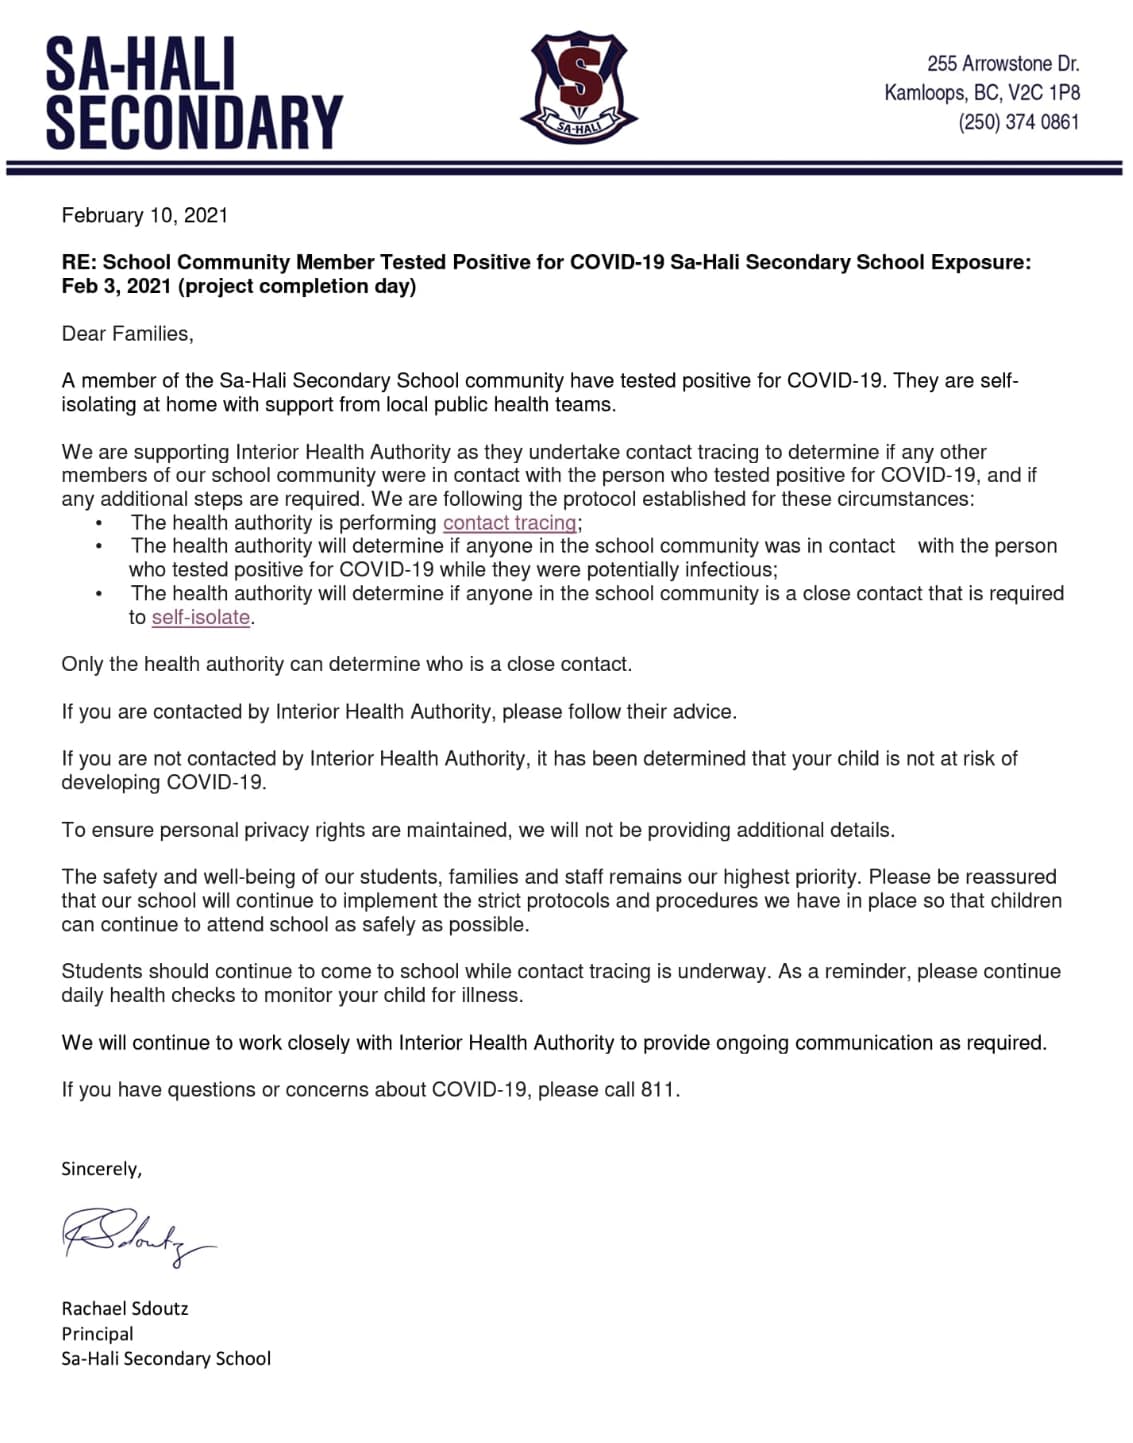 SA-HALI
SECONDARY
S
SA-HALI
255 Arrowstone Dr.
Kamloops, BC, V2C 1P8
(250) 374 0861
February 10, 2021
RE: School Community Member Tested Positive for COVID-19 Sa-Hali Secondary School Exposure:
Feb 3, 2021 (project completion day)
Dear Families,
A member of the Sa-Hali Secondary School community have tested positive for COVID-19. They are self-
isolating at home with support from local public health teams.
We are supporting Interior Health Authority as they undertake contact tracing to determine if any other
members of our school community were in contact with the person who tested positive for COVID-19, and if
any additional steps are required. We are following the protocol established for these circumstances:
• The health authority is performing contact tracing;
• The health authority will determine if anyone in the school community was in contact with the person
who tested positive for COVID-19 while they were potentially infectious;
• The health authority will determine if anyone in the school community is a close contact that is required
to self-isolate.
Only the health authority can determine who is a close contact.
If you are contacted by Interior Health Authority, please follow their advice.
If you are not contacted by Interior Health Authority, it has been determined that your child is not at risk of
developing COVID-19.
To ensure personal privacy rights are maintained, we will not be providing additional details.
The safety and well-being of our students, families and staff remains our highest priority. Please be reassured
that our school will continue to implement the strict protocols and procedures we have in place so that children
can continue to attend school as safely as possible.
Students should continue to come to school while contact tracing is underway. As a reminder, please continue
daily health checks to monitor your child for illness.
We will continue to work closely with Interior Health Authority to provide ongoing communication as required.
If you have questions or concerns about COVID-19, please call 811.
Sincerely,
RSdoutz
Rachael Sdoutz
Principal
Sa-Hali Secondary School